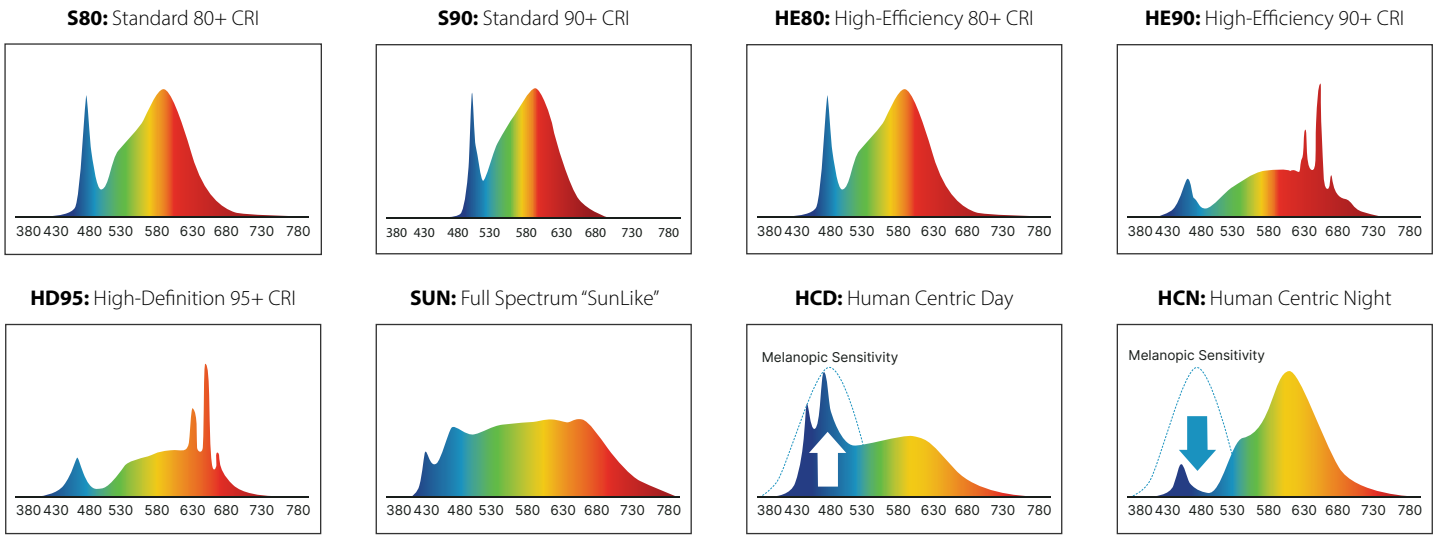 S80: Standard 80+ CRI
380 430 480 530 580 630 680 730 780
S90: Standard 90+ CRI
380 430 480 530 580 630 680 730 780
HE80: High-Efficiency 80+ CRI
380 430 480 530 580 630 680 730 780
HE90: High-Efficiency 90+ CRI
380 430 480 530 580 630 680 730 780
HD95: High-Definition 95+ CRI
380 430 480 530 580 630 680 730 780
SUN: Full Spectrum “SunLike”
380 430 480 530 580 630 680 730 780
HCD: Human Centric Day
Melanopic Sensitivity
380 430 480 530 580 630 680 730 780
HCN: Human Centric Night
Melanopic Sensitivity
380 430 480 530 580 630 680 730 780